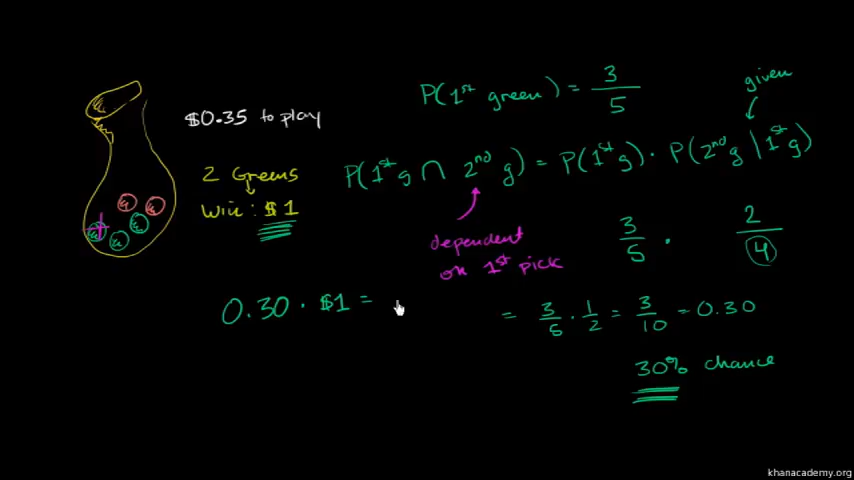 P(1st green) = 3/5
given
$0.35 to play
2 Greens
P(1st g ∩ 2nd g) = P(1st g) · P(2nd g | 1st g)
win: $1
dependent
on 1st pick
3/5 · 2/4
0.30 · $1 =
= 3/5 · 1/2 = 3/10 = 0.30
30% chance
khanacademy.org